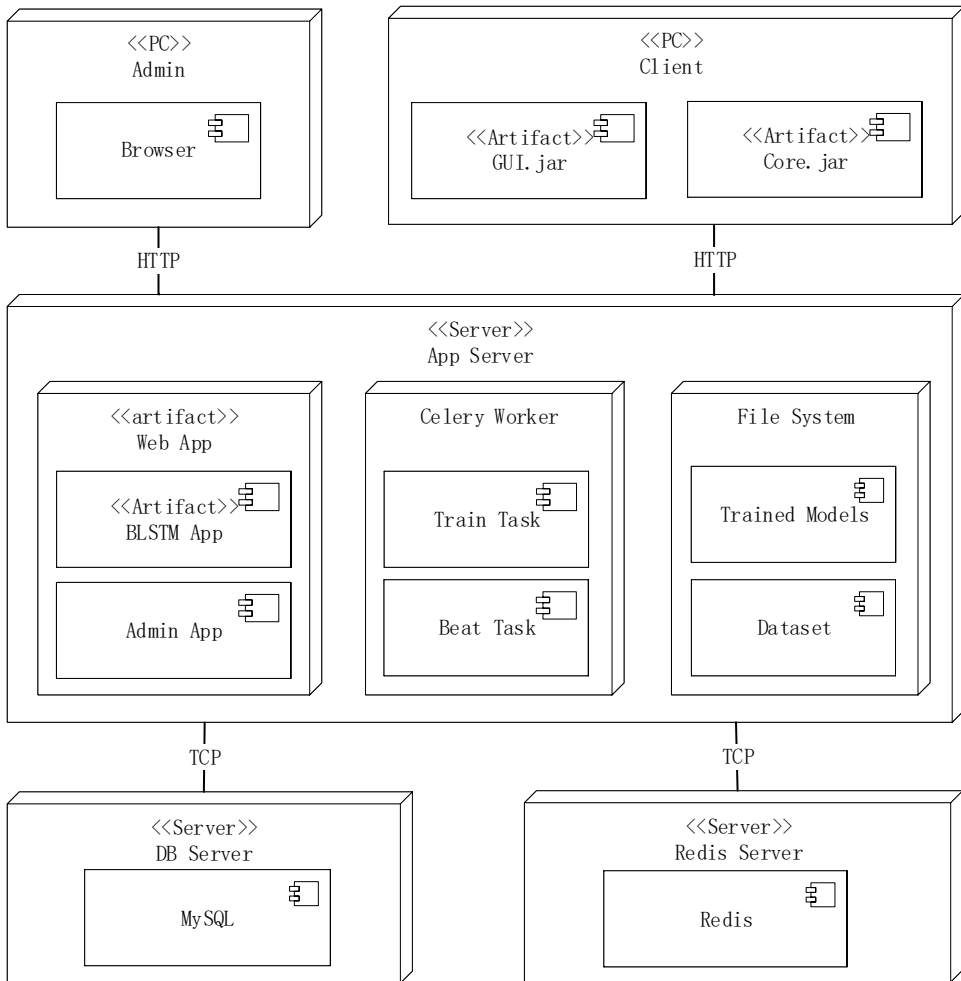 <<PC>>
Admin
Browser
<<PC>>
Client
<<Artifact>>
GUI.jar
<<Artifact>>
Core.jar
HTTP
HTTP
<<Server>>
App Server
<<artifact>>
Web App
<<Artifact>>
BLSTM App
Admin App
Celery Worker
Train Task
Beat Task
File System
Trained Models
Dataset
TCP
TCP
<<Server>>
DB Server
MySQL
<<Server>>
Redis Server
Redis